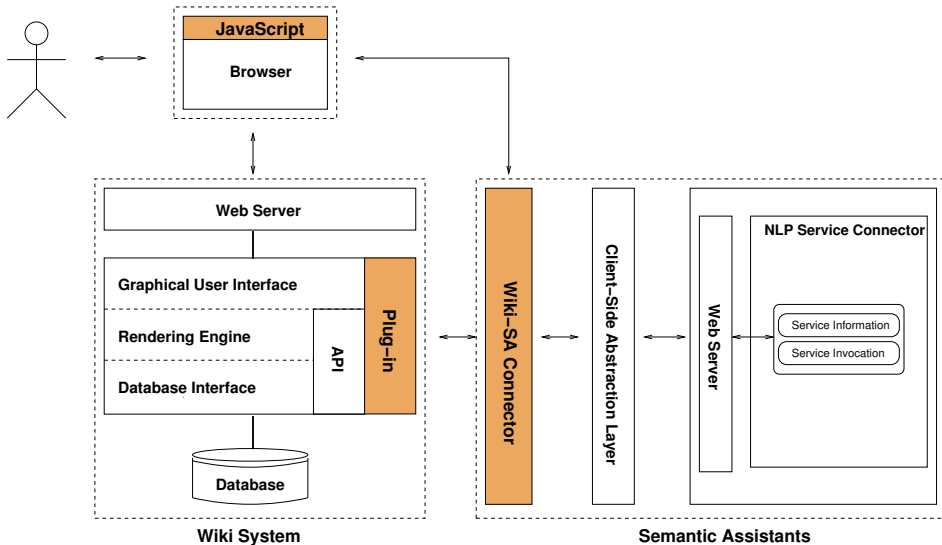 JavaScript
Browser
Web Server
Graphical User Interface
Rendering Engine
Database Interface
API
Plug-in
Database
Wiki System
Wiki-SA Connector
Client-Side Abstraction Layer
Web Server
NLP Service Connector
Service Information
Service Invocation
Semantic Assistants